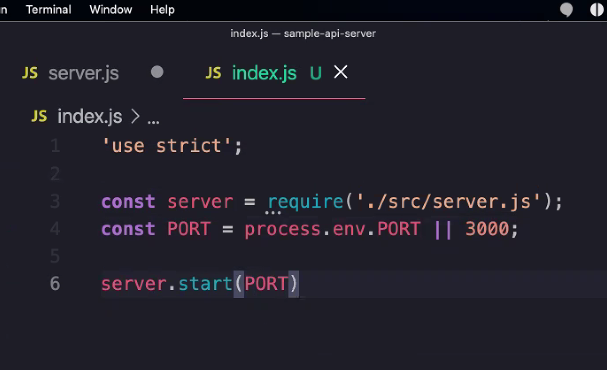 Terminal Window Help
index.js — sample-api-server
JS server.js JS index.js U
JS index.js > ...
1 'use strict';
2
3 const server = require('./src/server.js');
4 const PORT = process.env.PORT || 3000;
5
6 server.start(PORT)